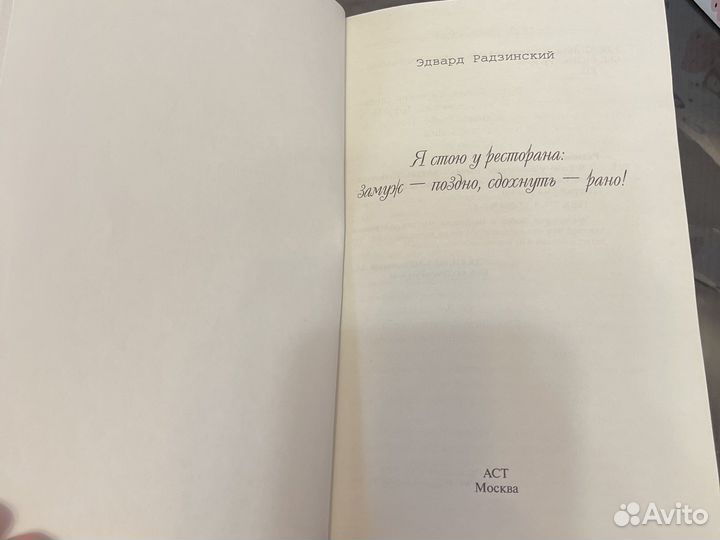 Эдвард Радзинский
Я стою у ресторана:
замуж — поздно, сдохнуть — рано!
АСТ
Москва
Avito